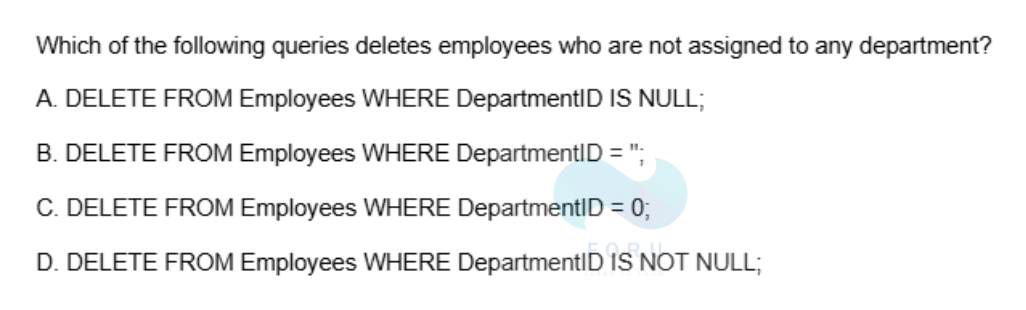 Which of the following queries deletes employees who are not assigned to any department?
A. DELETE FROM Employees WHERE DepartmentID IS NULL;
B. DELETE FROM Employees WHERE DepartmentID = '';
C. DELETE FROM Employees WHERE DepartmentID = 0;
D. DELETE FROM Employees WHERE DepartmentID IS NOT NULL;